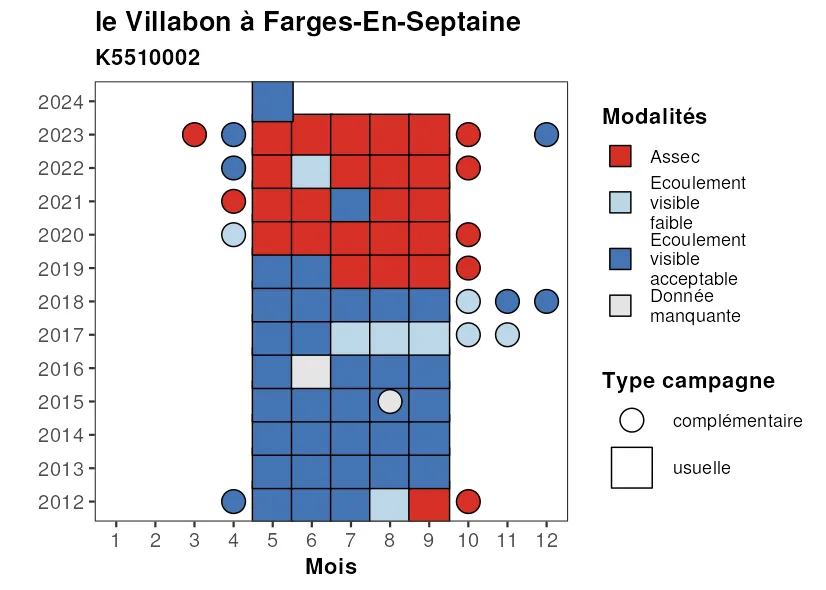 le Villabon à Farges-En-Septaine
K5510002
2024
2023
2022
2021
2020
2019
2018
2017
2016
2015
2014
2013
2012
1 2 3 4 5 6 7 8 9 10 11 12
Mois
Modalités
Assec
Ecoulement
visible
faible
Ecoulement
visible
acceptable
Donnée
manquante
Type campagne
complémentaire
usuelle